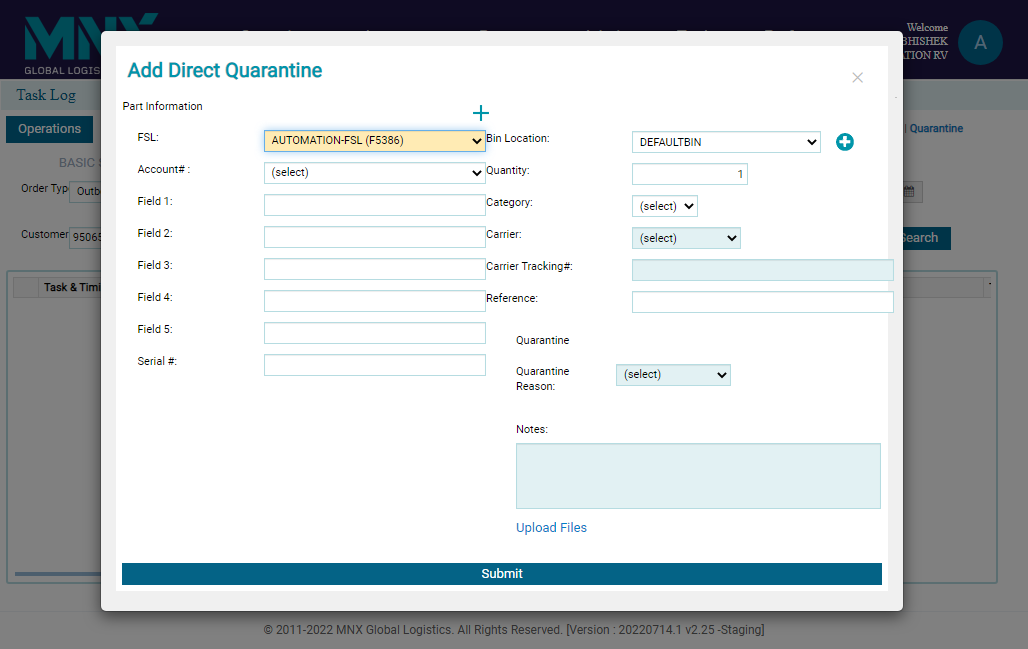 MNX
GLOBAL LOGIS
Welcome
ATION RV
A
Task Log
Operations
| Quarantine
BASIC
Order Typ
Outb
Customer
95065
Search
Task & Timi
Add Direct Quarantine
×
Part Information
+
FSL:
AUTOMATION-FSL (F5386)
Bin Location:
DEFAULTBIN
Account# :
(select)
Quantity:
1
Field 1:
Category:
(select)
Field 2:
Carrier:
(select)
Field 3:
Carrier Tracking#:
Field 4:
Reference:
Field 5:
Quarantine
Serial #:
Quarantine
Reason:
(select)
Notes:
Upload Files
Submit
© 2011-2022 MNX Global Logistics. All Rights Reserved. [Version : 20220714.1 v2.25 -Staging]